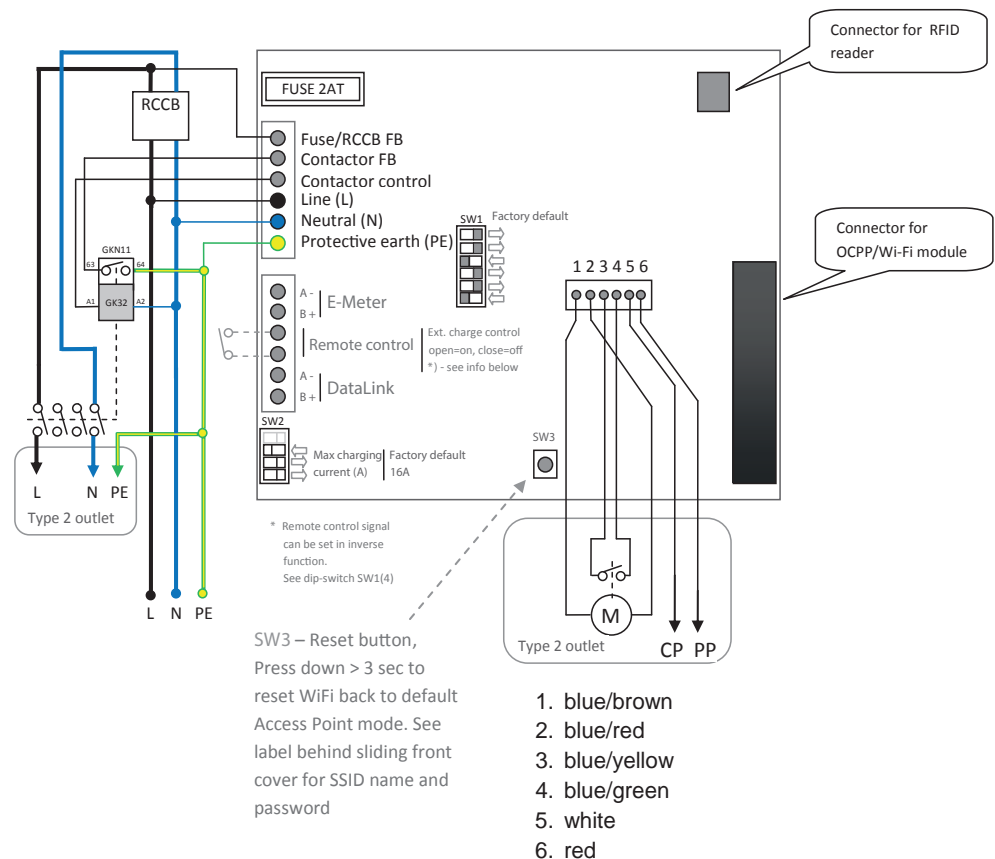 Connector for RFID
reader
FUSE 2AT
RCCB
Fuse/RCCB FB
Contactor FB
Contactor control
Line (L)
Neutral (N)
Protective earth (PE)
SW1
Factory default
Connector for
OCPP/Wi-Fi module
GKN11
63
64
A1
GK32
A2
1 2 3 4 5 6
A -
B +
E-Meter
Remote control
Ext. charge control
open=on, close=off
*) - see info below
A -
B +
DataLink
SW2
Max charging
current (A)
Factory default
16A
SW3
L N PE
Type 2 outlet
* Remote control signal
can be set in inverse
function.
See dip-switch SW1(4)
L N PE
M
Type 2 outlet
CP PP
SW3 – Reset button,
Press down > 3 sec to
reset WiFi back to default
Access Point mode. See
label behind sliding front
cover for SSID name and
password
1. blue/brown
2. blue/red
3. blue/yellow
4. blue/green
5. white
6. red